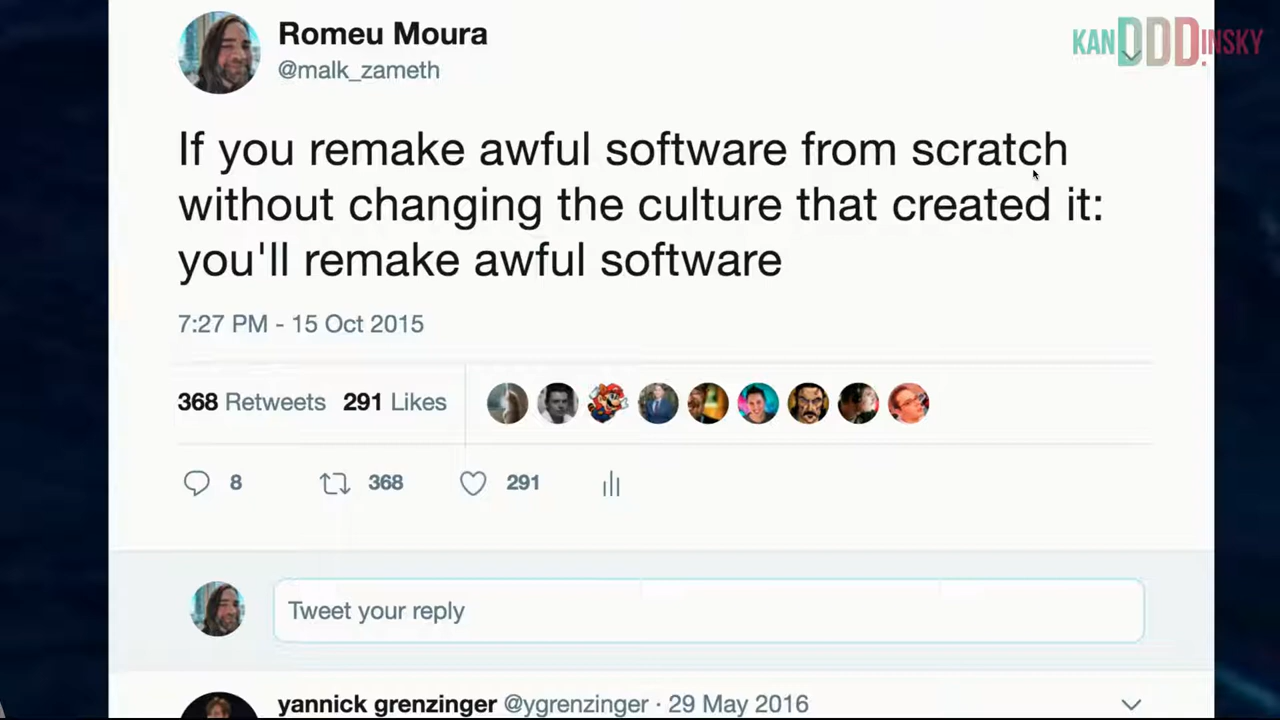 Romeu Moura
@malk_zameth
KANDDDINSKY
If you remake awful software from scratch
without changing the culture that created it:
you'll remake awful software
7:27 PM - 15 Oct 2015
368 Retweets 291 Likes
8 368 291
Tweet your reply
yannick grenzinger @ygrenzinger · 29 May 2016